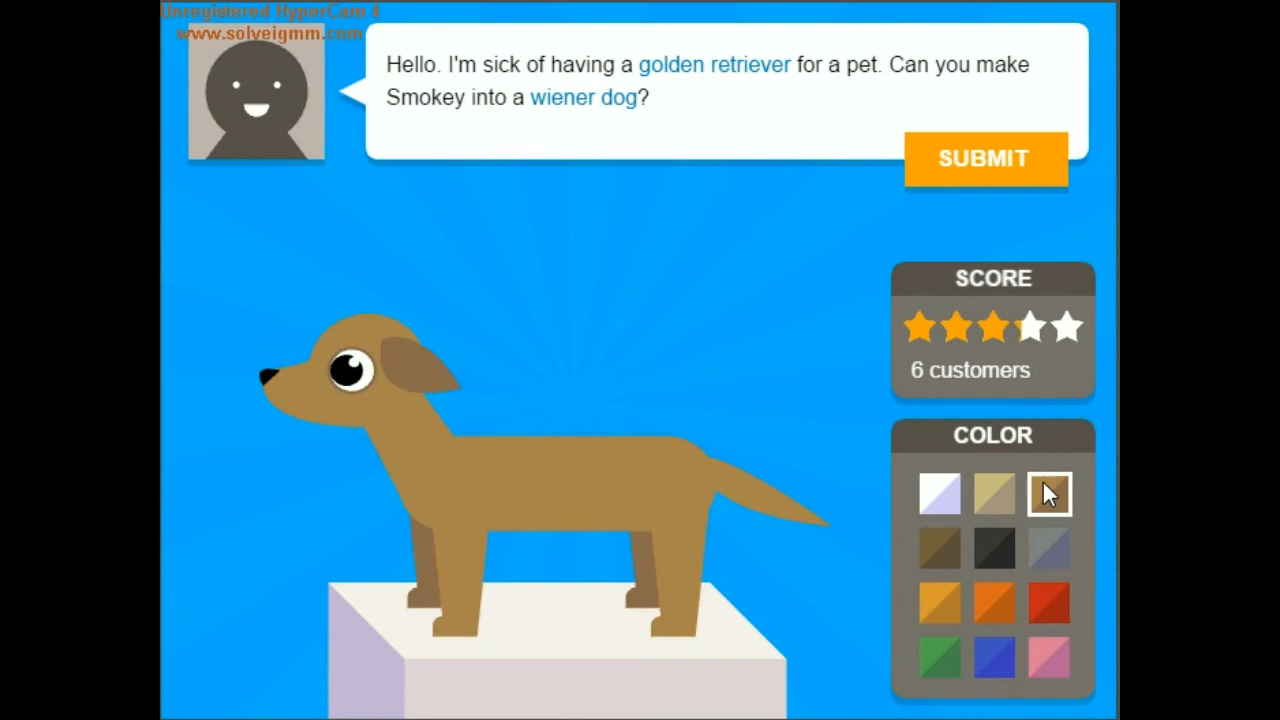 Unregistered HyperCam 4
www.solveigmm.com
Hello. I'm sick of having a golden retriever for a pet. Can you make
Smokey into a wiener dog?
SUBMIT
SCORE
6 customers
COLOR